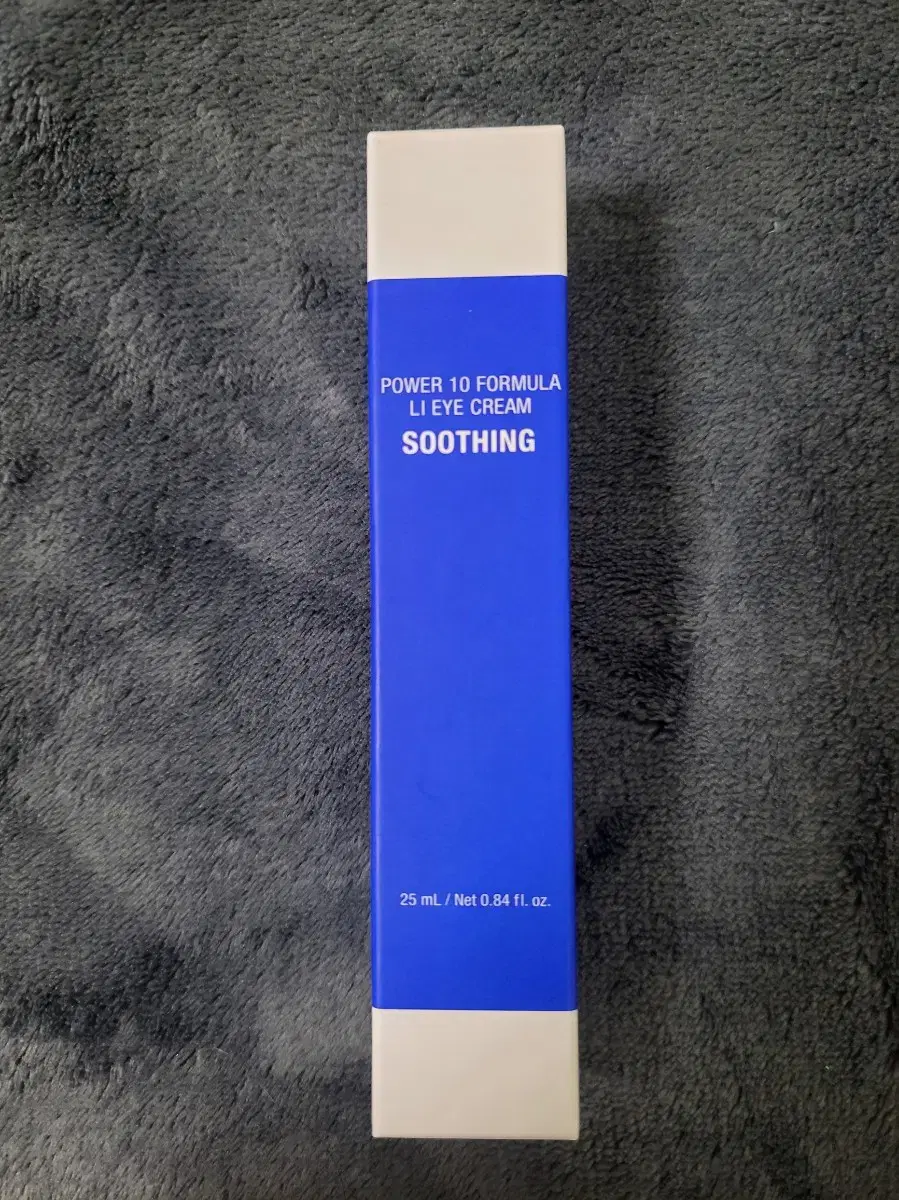 POWER 10 FORMULA
LI EYE CREAM
SOOTHING
25 mL / Net 0.84 fl. oz.